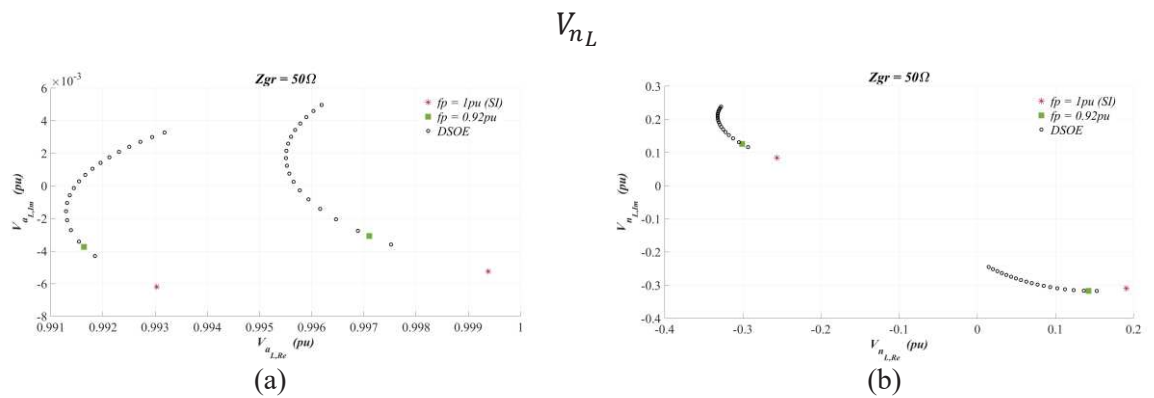 V_{n_L}
Zgr = 50Ω
×10⁻³
fp = 1pu (SI)
fp = 0.92pu
DSOE
6
4
2
0
-2
-4
-6
-8
V_{a_{L,Im}} (pu)
0.991 0.992 0.993 0.994 0.995 0.996 0.997 0.998 0.999 1
V_{a_{L,Re}} (pu)
(a)
Zgr = 50Ω
fp = 1pu (SI)
fp = 0.92pu
DSOE
0.3
0.2
0.1
0
-0.1
-0.2
-0.3
-0.4
V_{n_{L,Im}} (pu)
-0.4 -0.3 -0.2 -0.1 0 0.1 0.2
V_{n_{L,Re}} (pu)
(b)